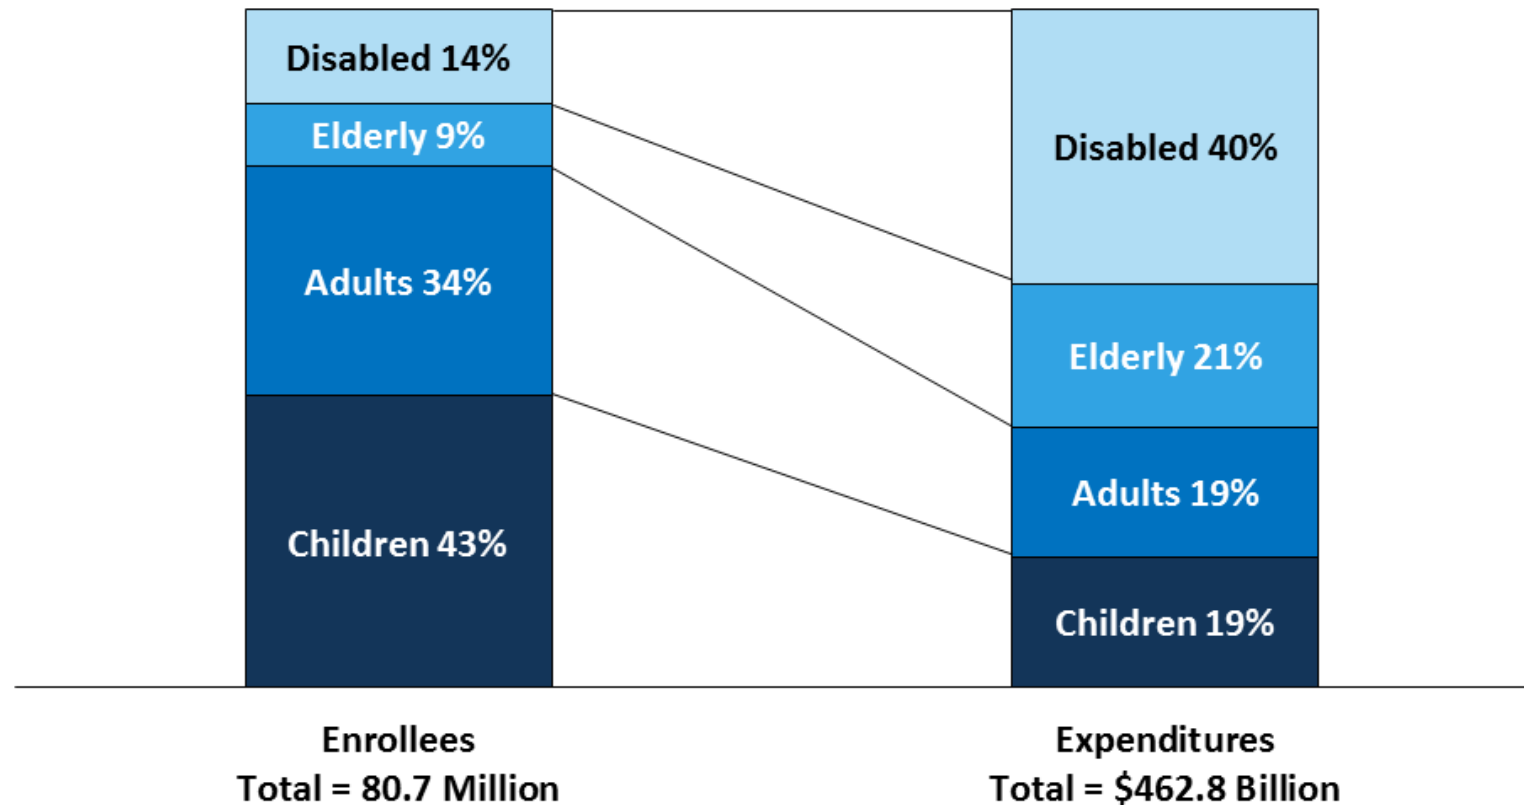 Disabled 14%
Elderly 9%
Adults 34%
Children 43%
Disabled 40%
Elderly 21%
Adults 19%
Children 19%
Enrollees
Total = 80.7 Million
Expenditures
Total = $462.8 Billion